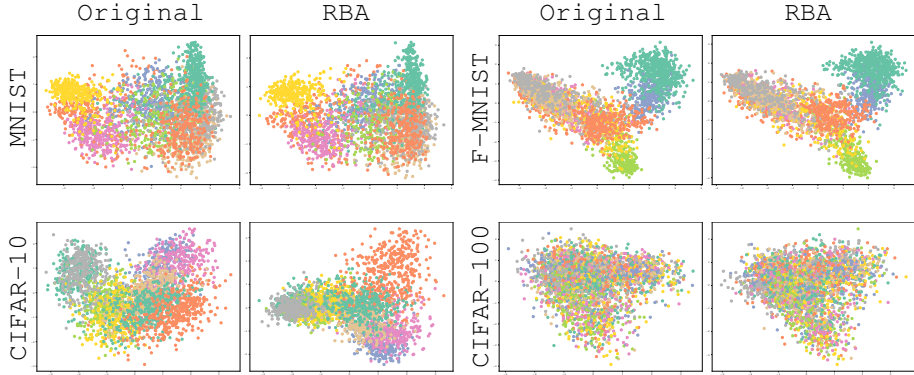 Original RBA Original RBA
MNIST
F-MNIST
CIFAR-10
CIFAR-100